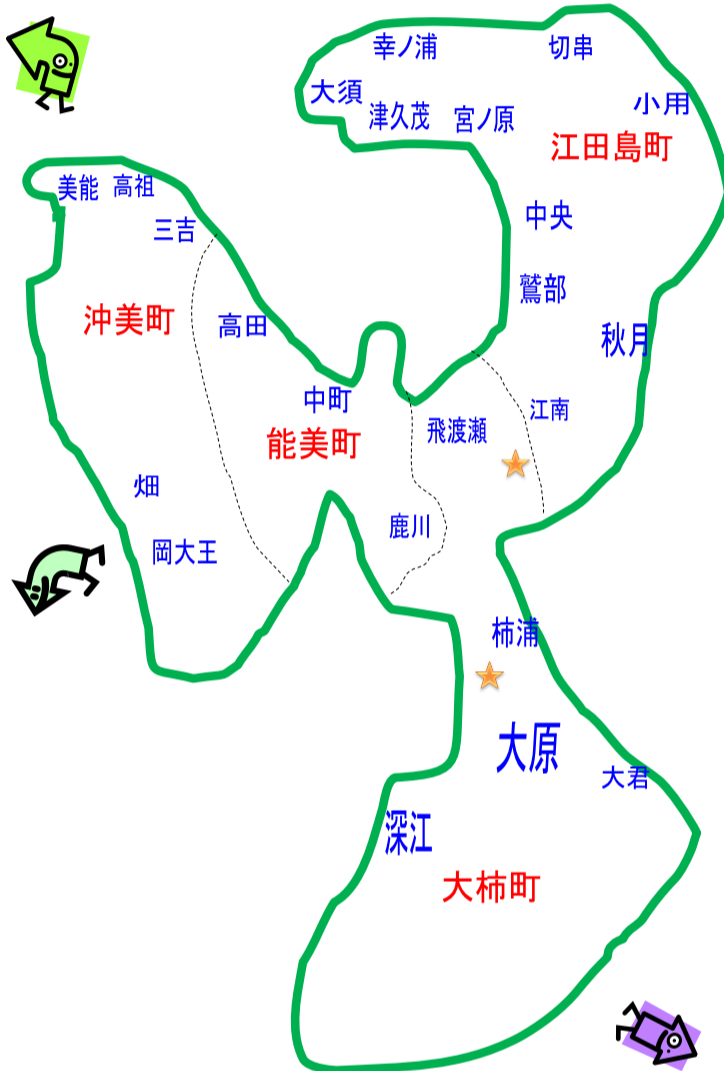 幸ノ浦
切串
大須
津久茂
宮ノ原
小用
江田島町
美能
高祖
三吉
中央
鷲部
沖美町
高田
秋月
中町
江南
飛渡瀬
能美町
畑
鹿川
岡大王
柿浦
大原
大君
深江
大柿町